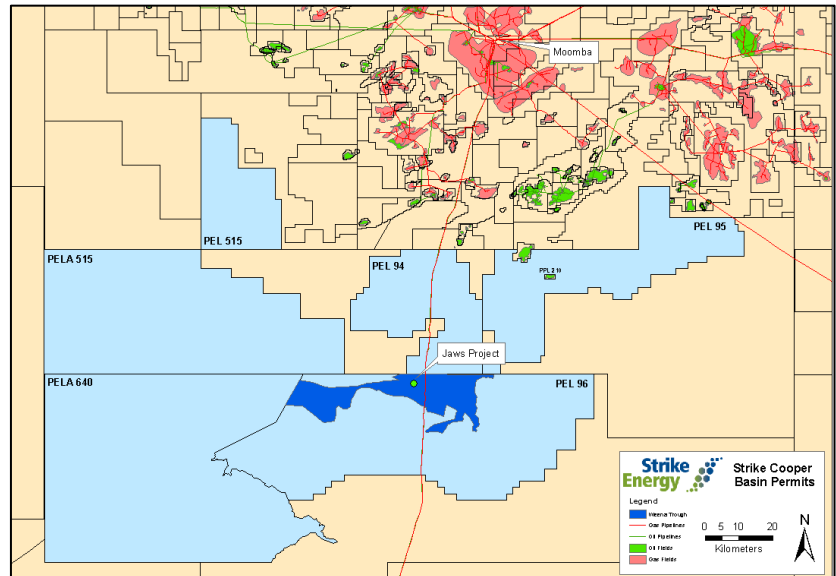 Moomba
PEL 515
PEL 95
PELA 515
PEL 94
PPL 210
Jaws Project
PELA 640
PEL 96
Strike
Energy
Strike Cooper
Basin Permits
Legend
Weena Trough
Gas Pipelines
Oil Pipelines
Oil Fields
Gas Fields
0 5 10 20
Kilometers
N